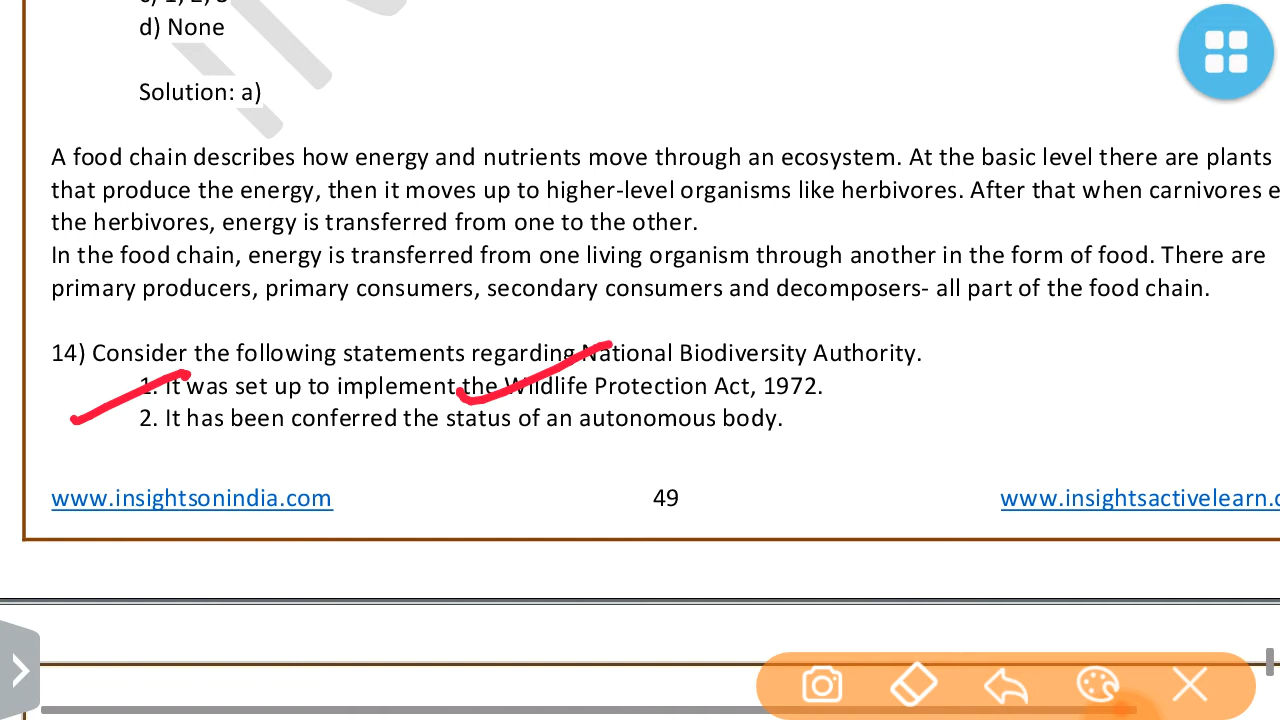 d) None
Solution: a)
A food chain describes how energy and nutrients move through an ecosystem. At the basic level there are plants
that produce the energy, then it moves up to higher-level organisms like herbivores. After that when carnivores e
the herbivores, energy is transferred from one to the other.
In the food chain, energy is transferred from one living organism through another in the form of food. There are
primary producers, primary consumers, secondary consumers and decomposers- all part of the food chain.
14) Consider the following statements regarding National Biodiversity Authority.
1. It was set up to implement the Wildlife Protection Act, 1972.
2. It has been conferred the status of an autonomous body.
www.insightsonindia.com 49 www.insightsactivelearn.c